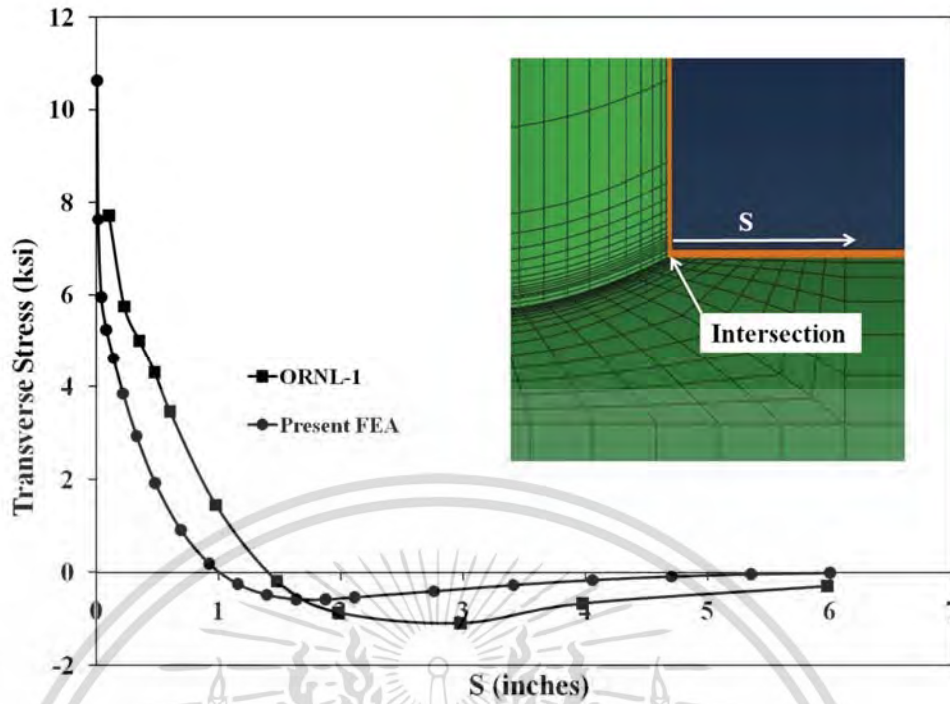 12
10
8
6
4
2
0
-2
Transverse Stress (ksi)
S
Intersection
ORNL-1
Present FEA
0 1 2 3 4 5 6 7
S (inches)